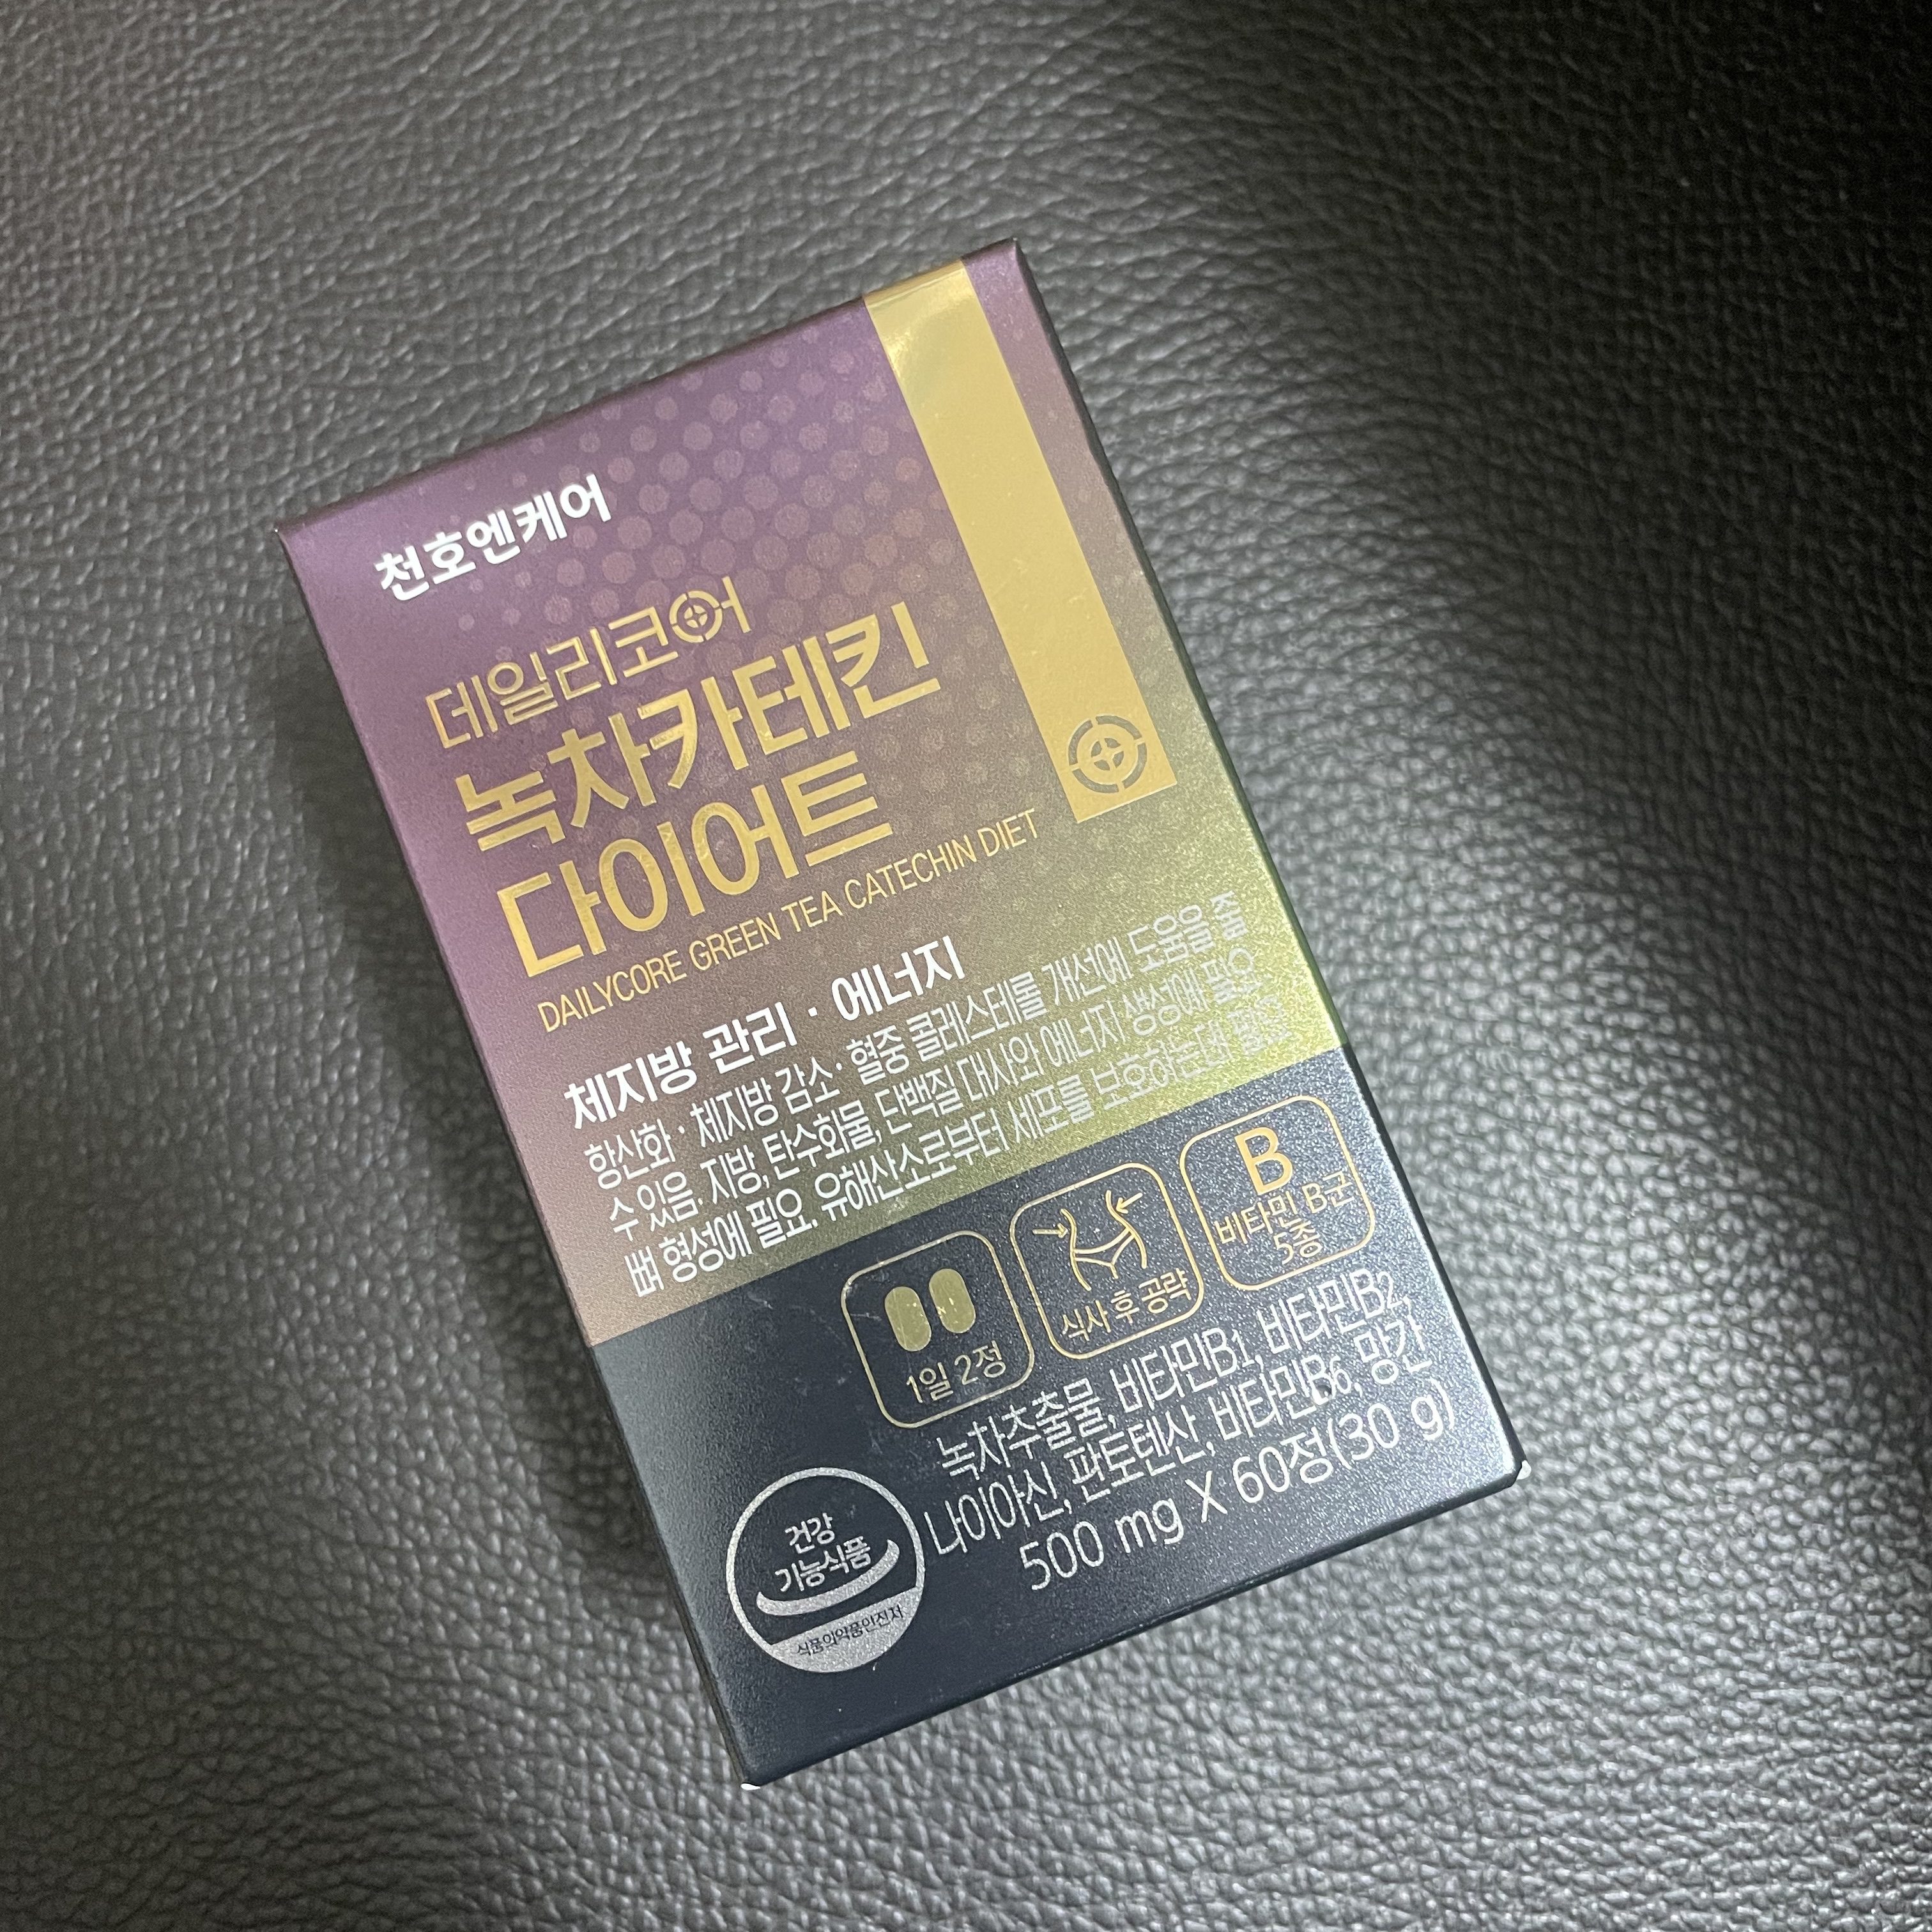 천호엔케어
데일리코어
녹차카테킨
다이어트
DAILYCORE GREEN TEA CATECHIN DIET
체지방 관리 · 에너지
항산화 · 체지방 감소 · 혈중 콜레스테롤 개선에 도움을 줄
수 있음. 지방, 탄수화물, 단백질 대사와 에너지 생성에 필요
뼈 형성에 필요. 유해산소로부터 세포를 보호하는데 필요
1일 2정
식사 후 공략
B
비타민 B군
5종
녹차추출물, 비타민B1, 비타민B2,
나이아신, 판토텐산, 비타민B6, 망간
500 mg X 60정(30 g)
건강
기능식품
식품의약품안전처